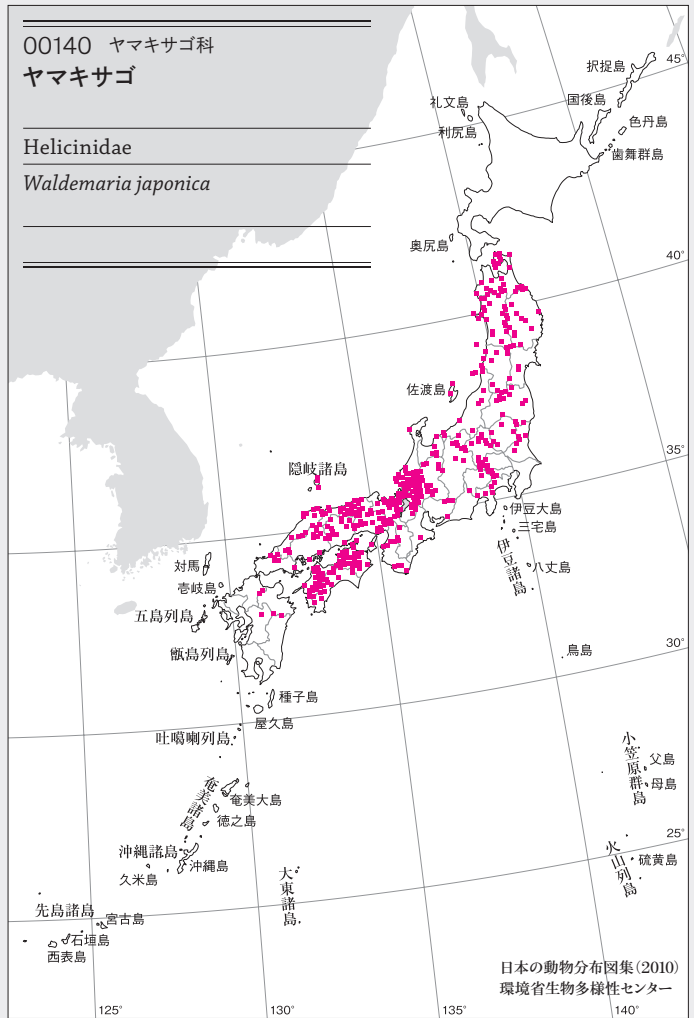 00140 ヤマキサゴ科
ヤマキサゴ
Helicinidae
Waldemaria japonica
択捉島
45°
礼文島
国後島
利尻島
色丹島
歯舞群島
奥尻島
40°
佐渡島
35°
隠岐諸島
伊豆大島
三宅島
伊豆諸島
八丈島
対馬
壱岐島
五島列島
甑島列島
鳥島
30°
種子島
屋久島
吐噶喇列島
小笠原群島
父島
母島
奄美諸島
奄美大島
徳之島
25°
沖縄諸島
沖縄島
久米島
火山列島
硫黄島
大東諸島
先島諸島
宮古島
石垣島
西表島
日本の動物分布図集(2010)
環境省生物多様性センター
125°
130°
135°
140°